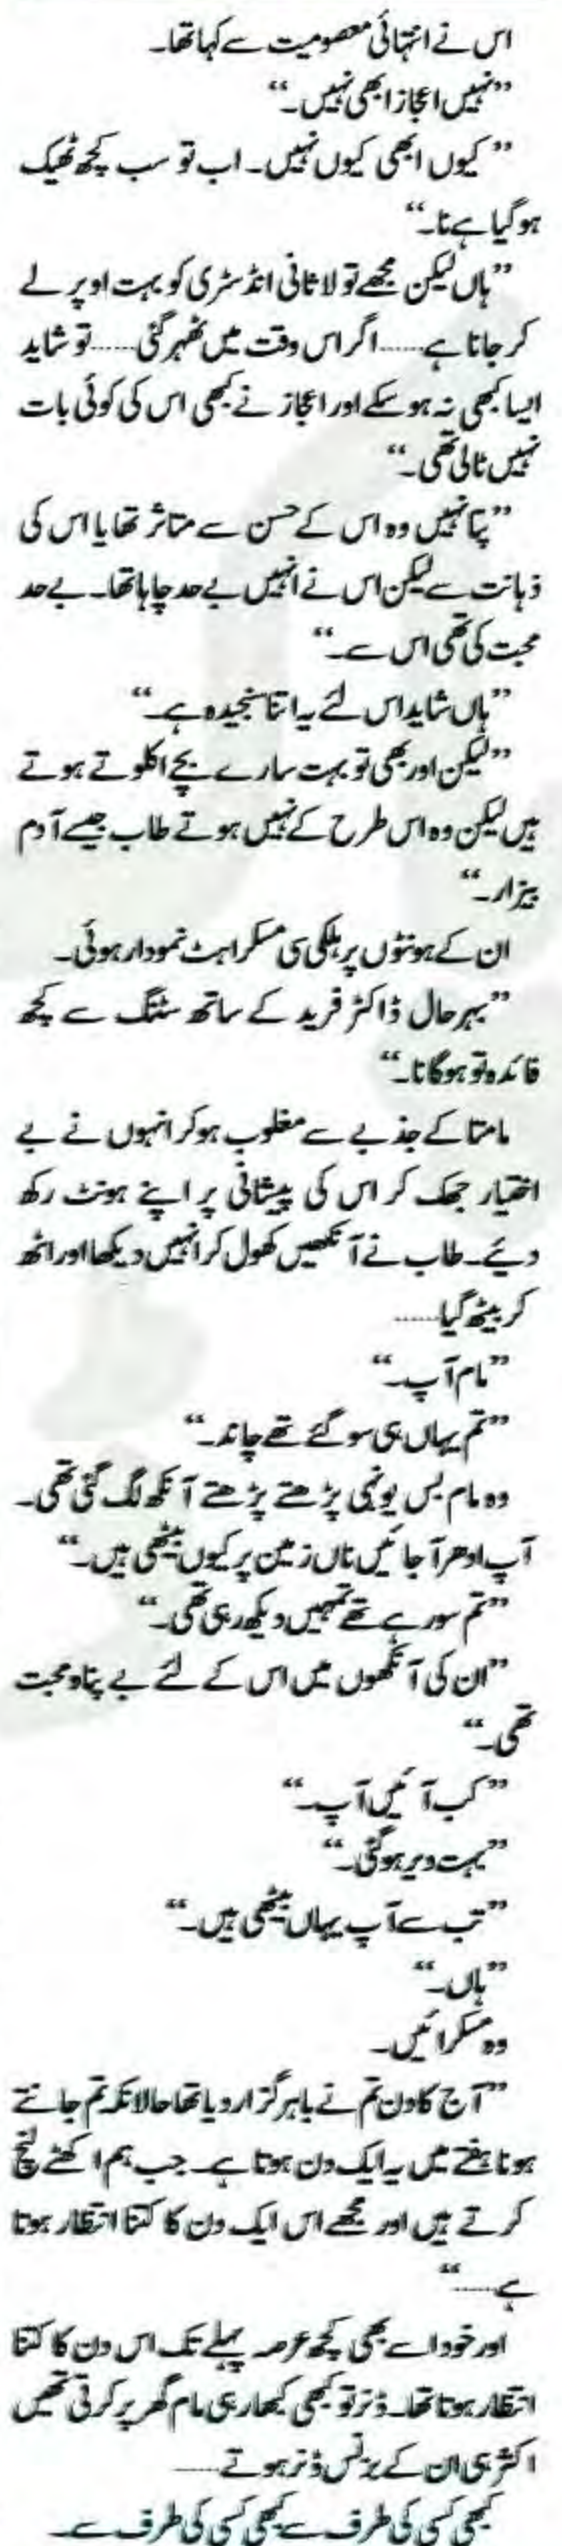 اس نے انتہائی معصومیت سے کہا تھا۔
”نہیں اعجاز ابھی نہیں۔“
”کیوں ابھی کیوں نہیں۔ اب تو سب کچھ ٹھیک
ہو گیا ہے نا۔“
”ہاں لیکن مجھے تو لاثانی انڈسٹری کو بہت اوپر لے
کر جانا ہے......اگر اس وقت میں ٹھہر گئی......تو شاید
ایسا کبھی نہ ہو سکے اور اعجاز نے کبھی اس کی کوئی بات
نہیں ٹالی تھی۔“
”پتا نہیں وہ اس کے حسن سے متاثر تھا یا اس کی
ذہانت سے لیکن اس نے انہیں بے حد چاہا تھا۔ بے حد
محبت کی تھی اس سے۔“
”ہاں شاید اس لئے یہ اتنا سنجیدہ ہے۔“
”لیکن اور بھی تو بہت سارے بچے اکلوتے ہوتے
ہیں لیکن وہ اس طرح کے نہیں ہوتے طاب جیسے آدم
بیزار۔“
ان کے ہونٹوں پر ہلکی سی مسکراہٹ نمودار ہوئی۔
”بہرحال ڈاکٹر فرید کے ساتھ سٹنگ سے کچھ
فائدہ تو ہو گا نا۔“
مامتا کے جذبے سے مغلوب ہو کر انہوں نے بے
اختیار جھک کر اس کی پیشانی پر اپنے ہونٹ رکھ
دیئے۔ طاب نے آنکھیں کھول کر انہیں دیکھا اور اٹھ
کر بیٹھ گیا......
”مام آپ۔“
”تم یہاں ہی سو گئے تھے چاند۔“
وہ مام بس یونہی پڑھتے پڑھتے آنکھ لگ گئی تھی۔
آپ ادھر آ جائیں ناں زمین پر کیوں بیٹھی ہیں۔“
”تم سو رہے تھے تمہیں دیکھ رہی تھی۔“
”ان کی آنکھوں میں اس کے لئے بے پناہ محبت
تھی۔“
”کب آئیں آپ۔“
”بہت دیر ہو گئی۔“
”تب سے آپ یہاں بیٹھی ہیں۔“
”ہاں۔“
وہ مسکرائیں۔
”آج کا دن تم نے باہر گزار دیا تھا حالانکہ تم جانتے
ہو نا ہفتے میں یہ ایک دن ہوتا ہے۔ جب ہم اکٹھے لنچ
کرتے ہیں اور مجھے اس ایک دن کا کتنا انتظار ہوتا
ہے......“
اور خود اسے بھی کچھ عرصہ پہلے تک اس دن کا کتنا
انتظار ہوتا تھا۔ ڈنر تو کبھی کبھار ہی مام گھر پر کرتی تھیں
اکثر ہی ان کے بزنس ڈنر ہوتے......
کبھی کسی کی طرف سے کبھی کسی کی طرف سے۔